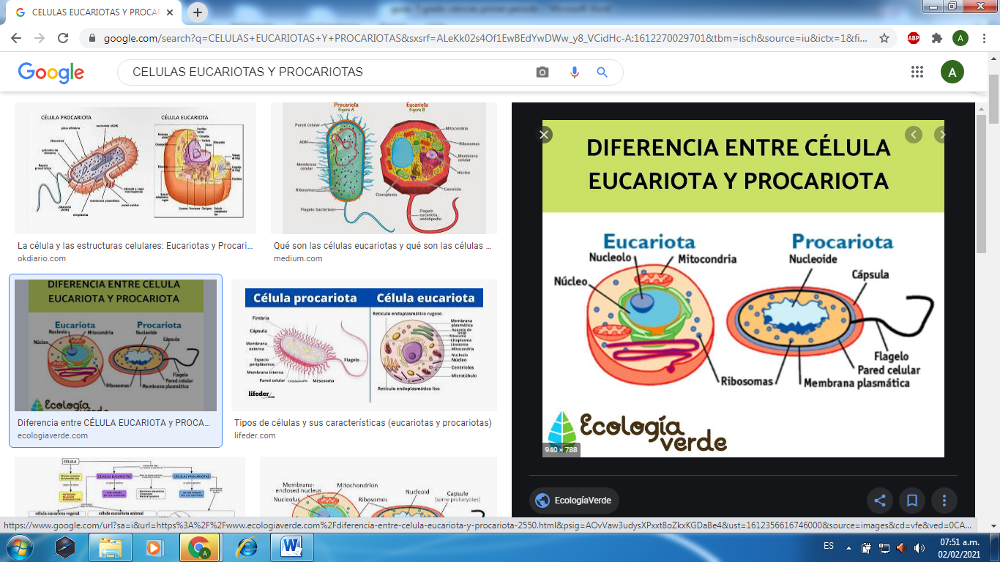 CELULAS EUCARIOTAS Y PROCAR
google.com/search?q=CELULAS+EUCARIOTAS+Y+PROCARIOTAS&sxsrf=ALeKk02s4Of1EwBEdYwDWw_y8_VCidHc-A:1612270029701&tbm=isch&source=iu&ictx=1&fi...
ABP
A
Google
CELULAS EUCARIOTAS Y PROCARIOTAS
A
CÉLULA PROCARIOTA
CÉLULA EUCARIOTA
pilus o fimbria
nucleoide (ADN)
ribosomas
membrana plasmática
pared celular
citoplasma
La célula y las estructuras celulares: Eucariotas y Procari...
okdiario.com
Procariota
Figura A
Eucariota
Figura B
Pared celular
ADN
Membrana celular
Ribosomas
Flagelo bacteriano
Mitocondria
Ribosomas
Membrana celular
Núcleo
Centriolo
Cloroplasto
Flagelo eucariota, undulipodio
Qué son las células eucariotas y qué son las células ...
medium.com
DIFERENCIA ENTRE CÉLULA
EUCARIOTA Y PROCARIOTA
Eucariota
Procariota
Nucleolo
Mitocondria
Nucleoide
Núcleo
Cápsula
Flagelo
Ribosomas
Pared celular
Membrana plasmática
Ecología
Diferencia entre CÉLULA EUCARIOTA y PROCA...
ecologiaverde.com
Célula procariota
Célula eucariota
Fimbria
Cápsula
Membrana externa
Espacio periplásmico
Membrana interna
Pared celular
Mesosoma
Flagelo
Retículo endoplasmático rugoso
Membrana plasmática
Aparato de Golgi
Ribosoma
Citoplasma
Lisosoma
Mitocondria
Nucleolo
Núcleo
Centriolos
Microtúbulo
Retículo endoplasmático liso
lifeder.com
Tipos de células y sus características (eucariotas y procariotas)
lifeder.com
CÉLULA
CÉLULAS EUCARIOTAS
CÉLULAS PROCARIOTAS
célula eucariota vegetal
célula eucariota animal
Membrane-
enclosed nucleus
Mitochondrion
Nucleolus
Ribosomes
Nucleoid
Capsule
(some prokaryotes)
DIFERENCIA ENTRE CÉLULA
EUCARIOTA Y PROCARIOTA
Eucariota
Procariota
Nucleolo
Mitocondria
Nucleoide
Núcleo
Cápsula
Flagelo
Pared celular
Ribosomas
Membrana plasmática
Ecología
verde
940 × 788
EcologíaVerde
https://www.google.com/url?sa=i&url=https%3A%2F%2Fwww.ecologiaverde.com%2Fdiferencia-entre-celula-eucariota-y-procariota-2550.html&psig=AOvVaw3udysXPxxt8oZkxKGDaBe4&ust=1612356616746000&source=images&cd=vfe&ved=0CA...
ES
07:51 a.m.
02/02/2021